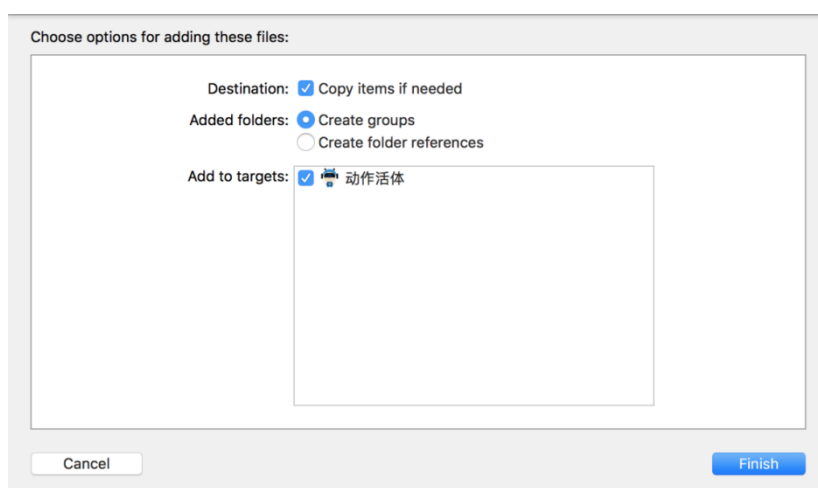 Choose options for adding these files:
Destination: Copy items if needed
Added folders: Create groups
Create folder references
Add to targets: 动作活体
Cancel Finish